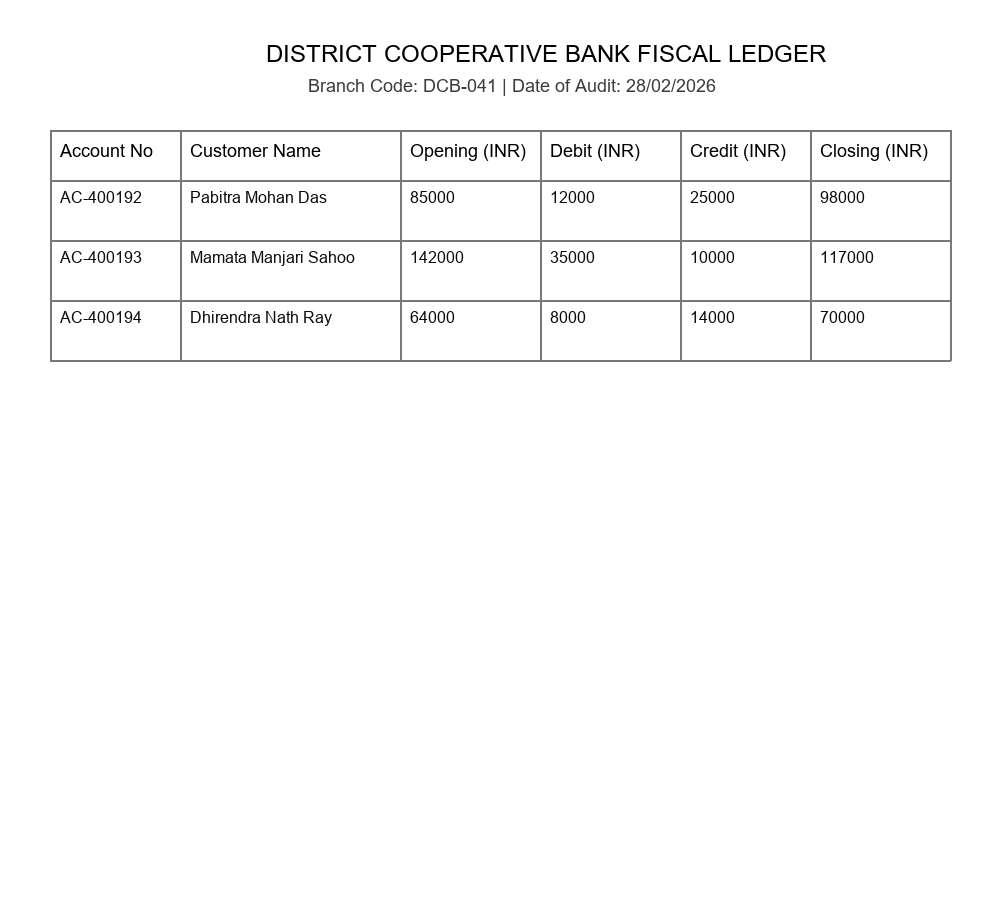 DISTRICT COOPERATIVE BANK FISCAL LEDGER
Branch Code: DCB-041 | Date of Audit: 28/02/2026
Account No Customer Name Opening (INR) Debit (INR) Credit (INR) Closing (INR)
AC-400192 Pabitra Mohan Das 85000 12000 25000 98000
AC-400193 Mamata Manjari Sahoo 142000 35000 10000 117000
AC-400194 Dhirendra Nath Ray 64000 8000 14000 70000